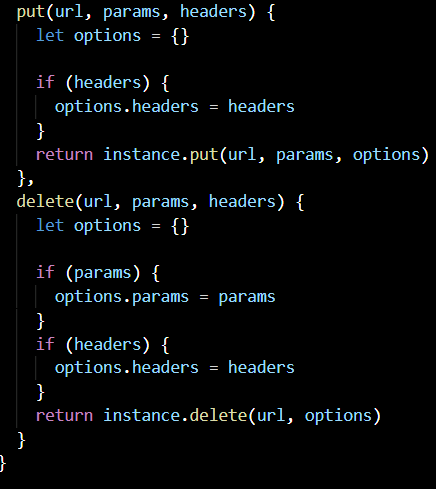 put(url, params, headers) {
let options = {}
if (headers) {
options.headers = headers
}
return instance.put(url, params, options)
},
delete(url, params, headers) {
let options = {}
if (params) {
options.params = params
}
if (headers) {
options.headers = headers
}
return instance.delete(url, options)
}
}